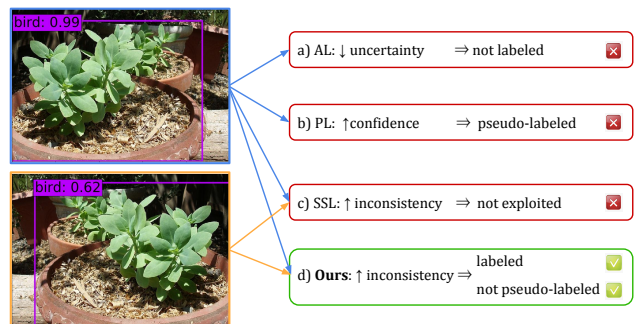 bird: 0.99
a) AL: ↓ uncertainty ⇒ not labeled
b) PL: ↑confidence ⇒ pseudo-labeled
bird: 0.62
c) SSL: ↑ inconsistency ⇒ not exploited
d) Ours: ↑ inconsistency ⇒ labeled
not pseudo-labeled